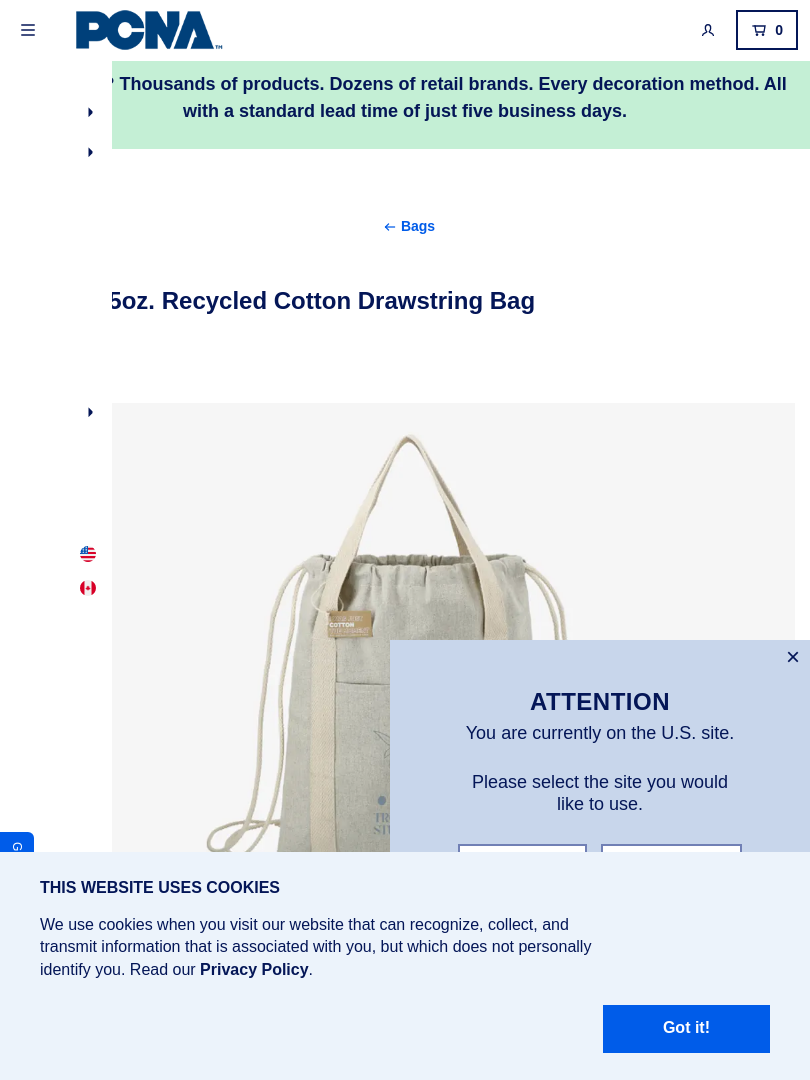 PCNA™
0
? Thousands of products. Dozens of retail brands. Every decoration method. All
with a standard lead time of just five business days.
← Bags
5oz. Recycled Cotton Drawstring Bag
COTTON
ATTENTION
You are currently on the U.S. site.
Please select the site you would
like to use.
G
THIS WEBSITE USES COOKIES
We use cookies when you visit our website that can recognize, collect, and
transmit information that is associated with you, but which does not personally
identify you. Read our Privacy Policy.
Got it!